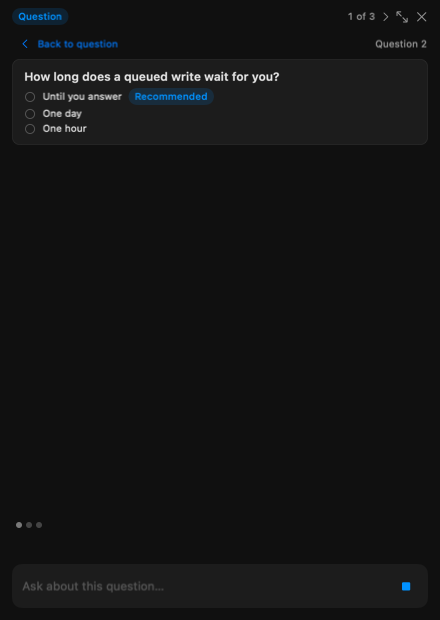 Question
1 of 3
Back to question
Question 2
How long does a queued write wait for you?
Until you answer Recommended
One day
One hour
Ask about this question...